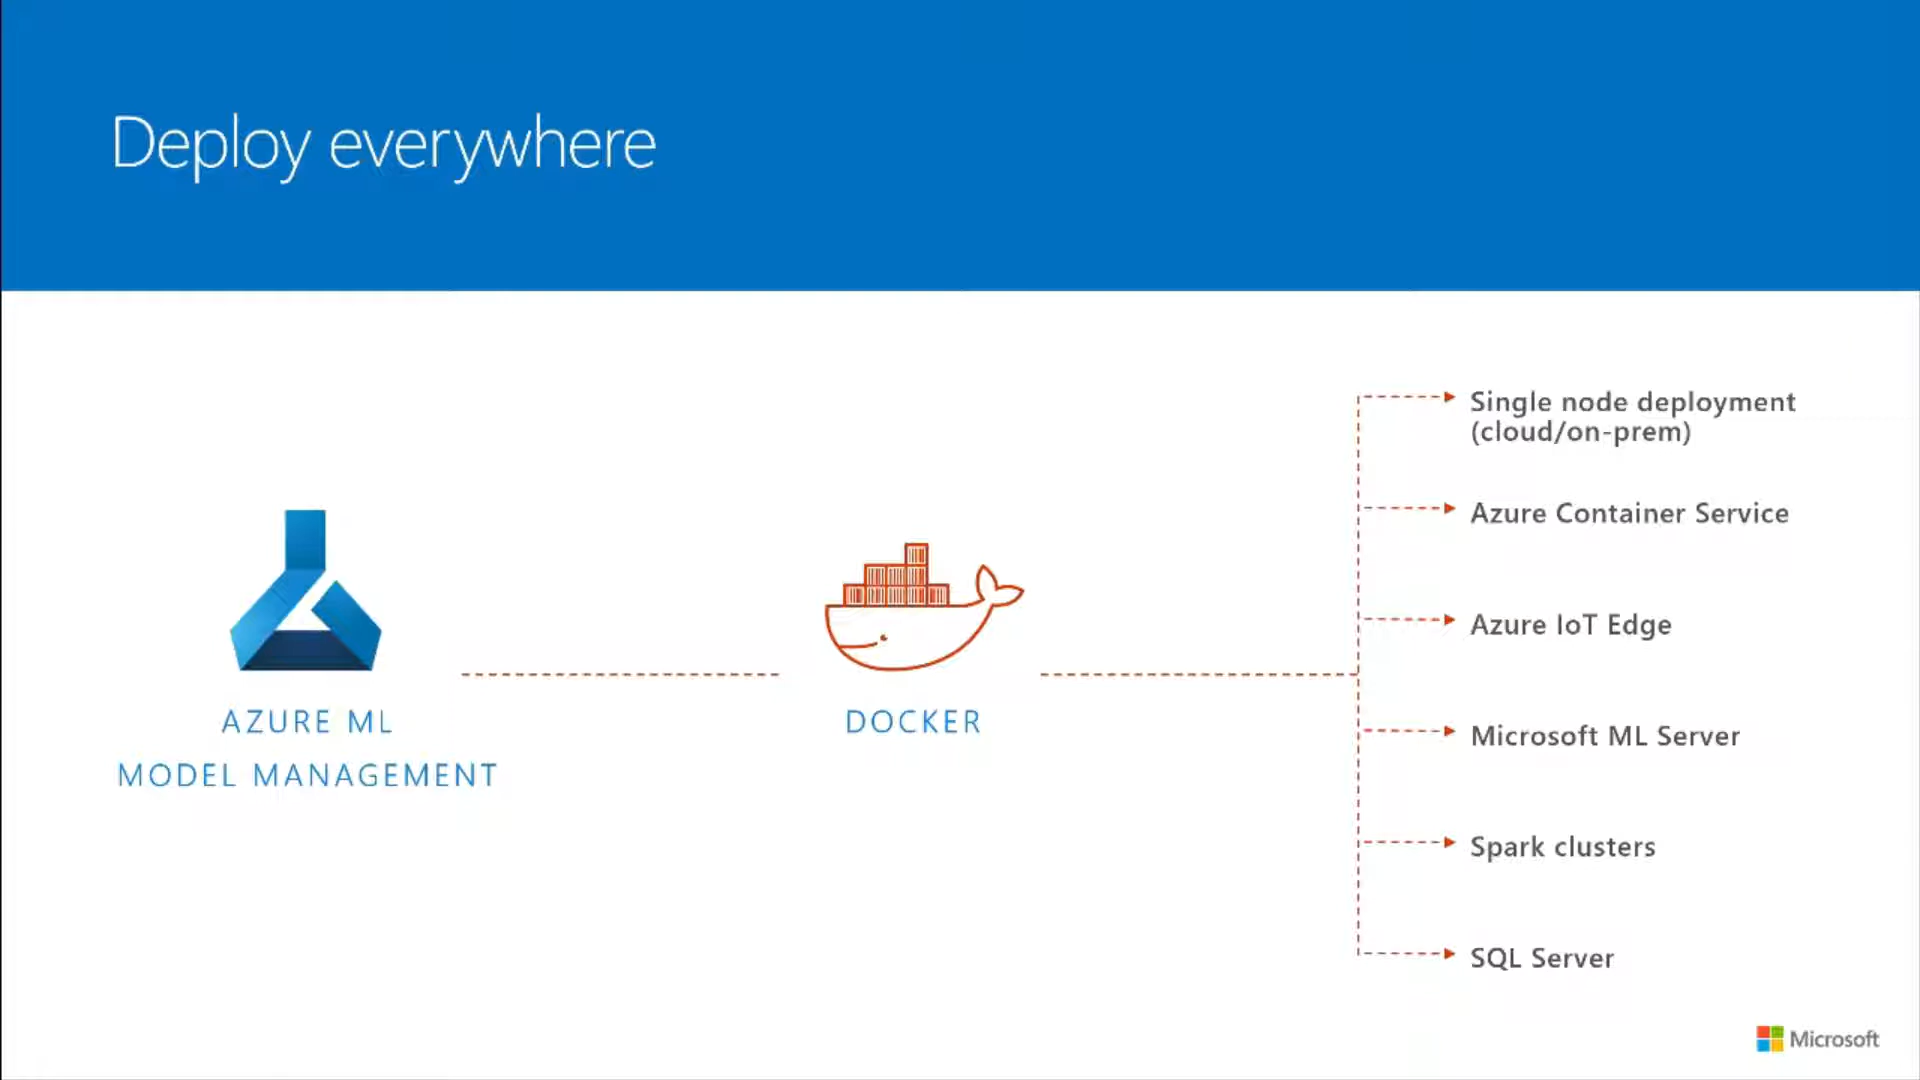 Deploy everywhere
Single node deployment
(cloud/on-prem)
Azure Container Service
Azure IoT Edge
AZURE ML
MODEL MANAGEMENT
DOCKER
Microsoft ML Server
Spark clusters
SQL Server
Microsoft